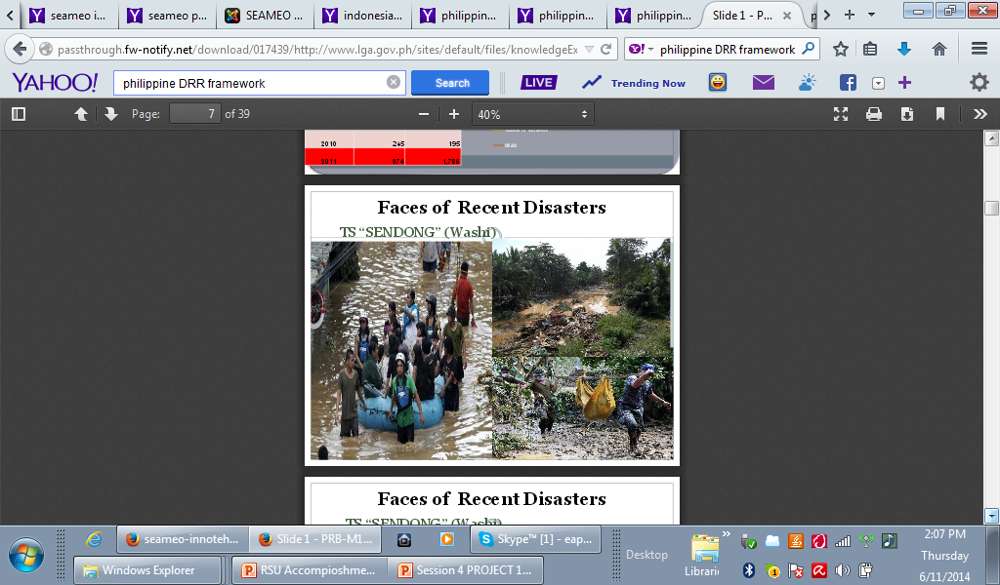 seameo i...
seameo p...
SEAMEO ...
indonesia...
philippin...
philippin...
philippin...
Slide 1 - P...
passthrough.fw-notify.net/download/017439/http://www.lga.gov.ph/sites/default/files/knowledgeEx
philippine DRR framework
YAHOO!
philippine DRR framework
Search
LIVE
Trending Now
Page:
7
of 39
40%
2010
245
195
2011
Faces of Recent Disasters
TS “SENDONG” (Washi)
Faces of Recent Disasters
TS “SENDONG” (Washi)
seameo-innoteh...
Slide 1 - PRB-M1...
Skype™ [1] - eap...
Desktop
Librari
2:07 PM
Windows Explorer
RSU Accompioshme...
Session 4 PROJECT 1...
Thursday
6/11/2014